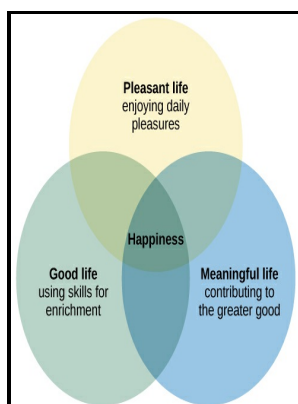 Pleasant life
enjoying daily
pleasures
Happiness
Good life
using skills for
enrichment
Meaningful life
contributing to
the greater good